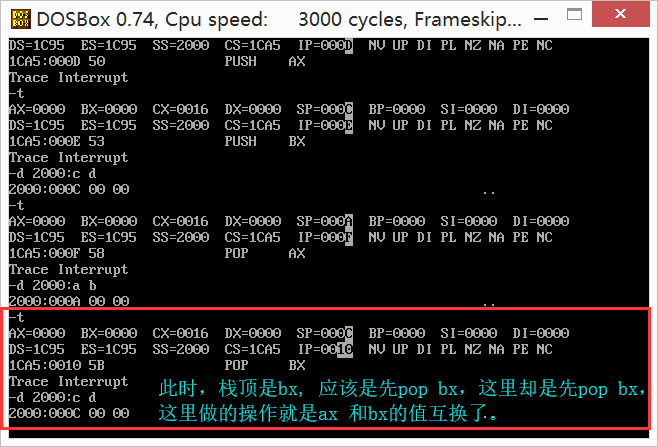 DOSBox 0.74, Cpu speed:    3000 cycles, Frameskip...
DS=1C95  ES=1C95  SS=2000  CS=1CA5  IP=000D  NV UP DI PL NZ NA PE NC
1CA5:000D 50            PUSH    AX
Trace Interrupt
-t
AX=0000  BX=0000  CX=0016  DX=0000  SP=000C  BP=0000  SI=0000  DI=0000
DS=1C95  ES=1C95  SS=2000  CS=1CA5  IP=000E  NV UP DI PL NZ NA PE NC
1CA5:000E 53            PUSH    BX
Trace Interrupt
-d 2000:c d
2000:000C 00 00                                                  ..
-t
AX=0000  BX=0000  CX=0016  DX=0000  SP=000A  BP=0000  SI=0000  DI=0000
DS=1C95  ES=1C95  SS=2000  CS=1CA5  IP=000F  NV UP DI PL NZ NA PE NC
1CA5:000F 58            POP     AX
Trace Interrupt
-d 2000:a b
2000:000A 00 00                                                  ..
-t
AX=0000  BX=0000  CX=0016  DX=0000  SP=000C  BP=0000  SI=0000  DI=0000
DS=1C95  ES=1C95  SS=2000  CS=1CA5  IP=0010  NV UP DI PL NZ NA PE NC
1CA5:0010 5B            POP     BX
Trace Interrupt
-d 2000:c d
2000:000C 00 00                                                  ..
此时，栈顶是bx, 应该是先pop bx，这里却是先pop bx，
这里做的操作就是ax 和bx的值互换了。